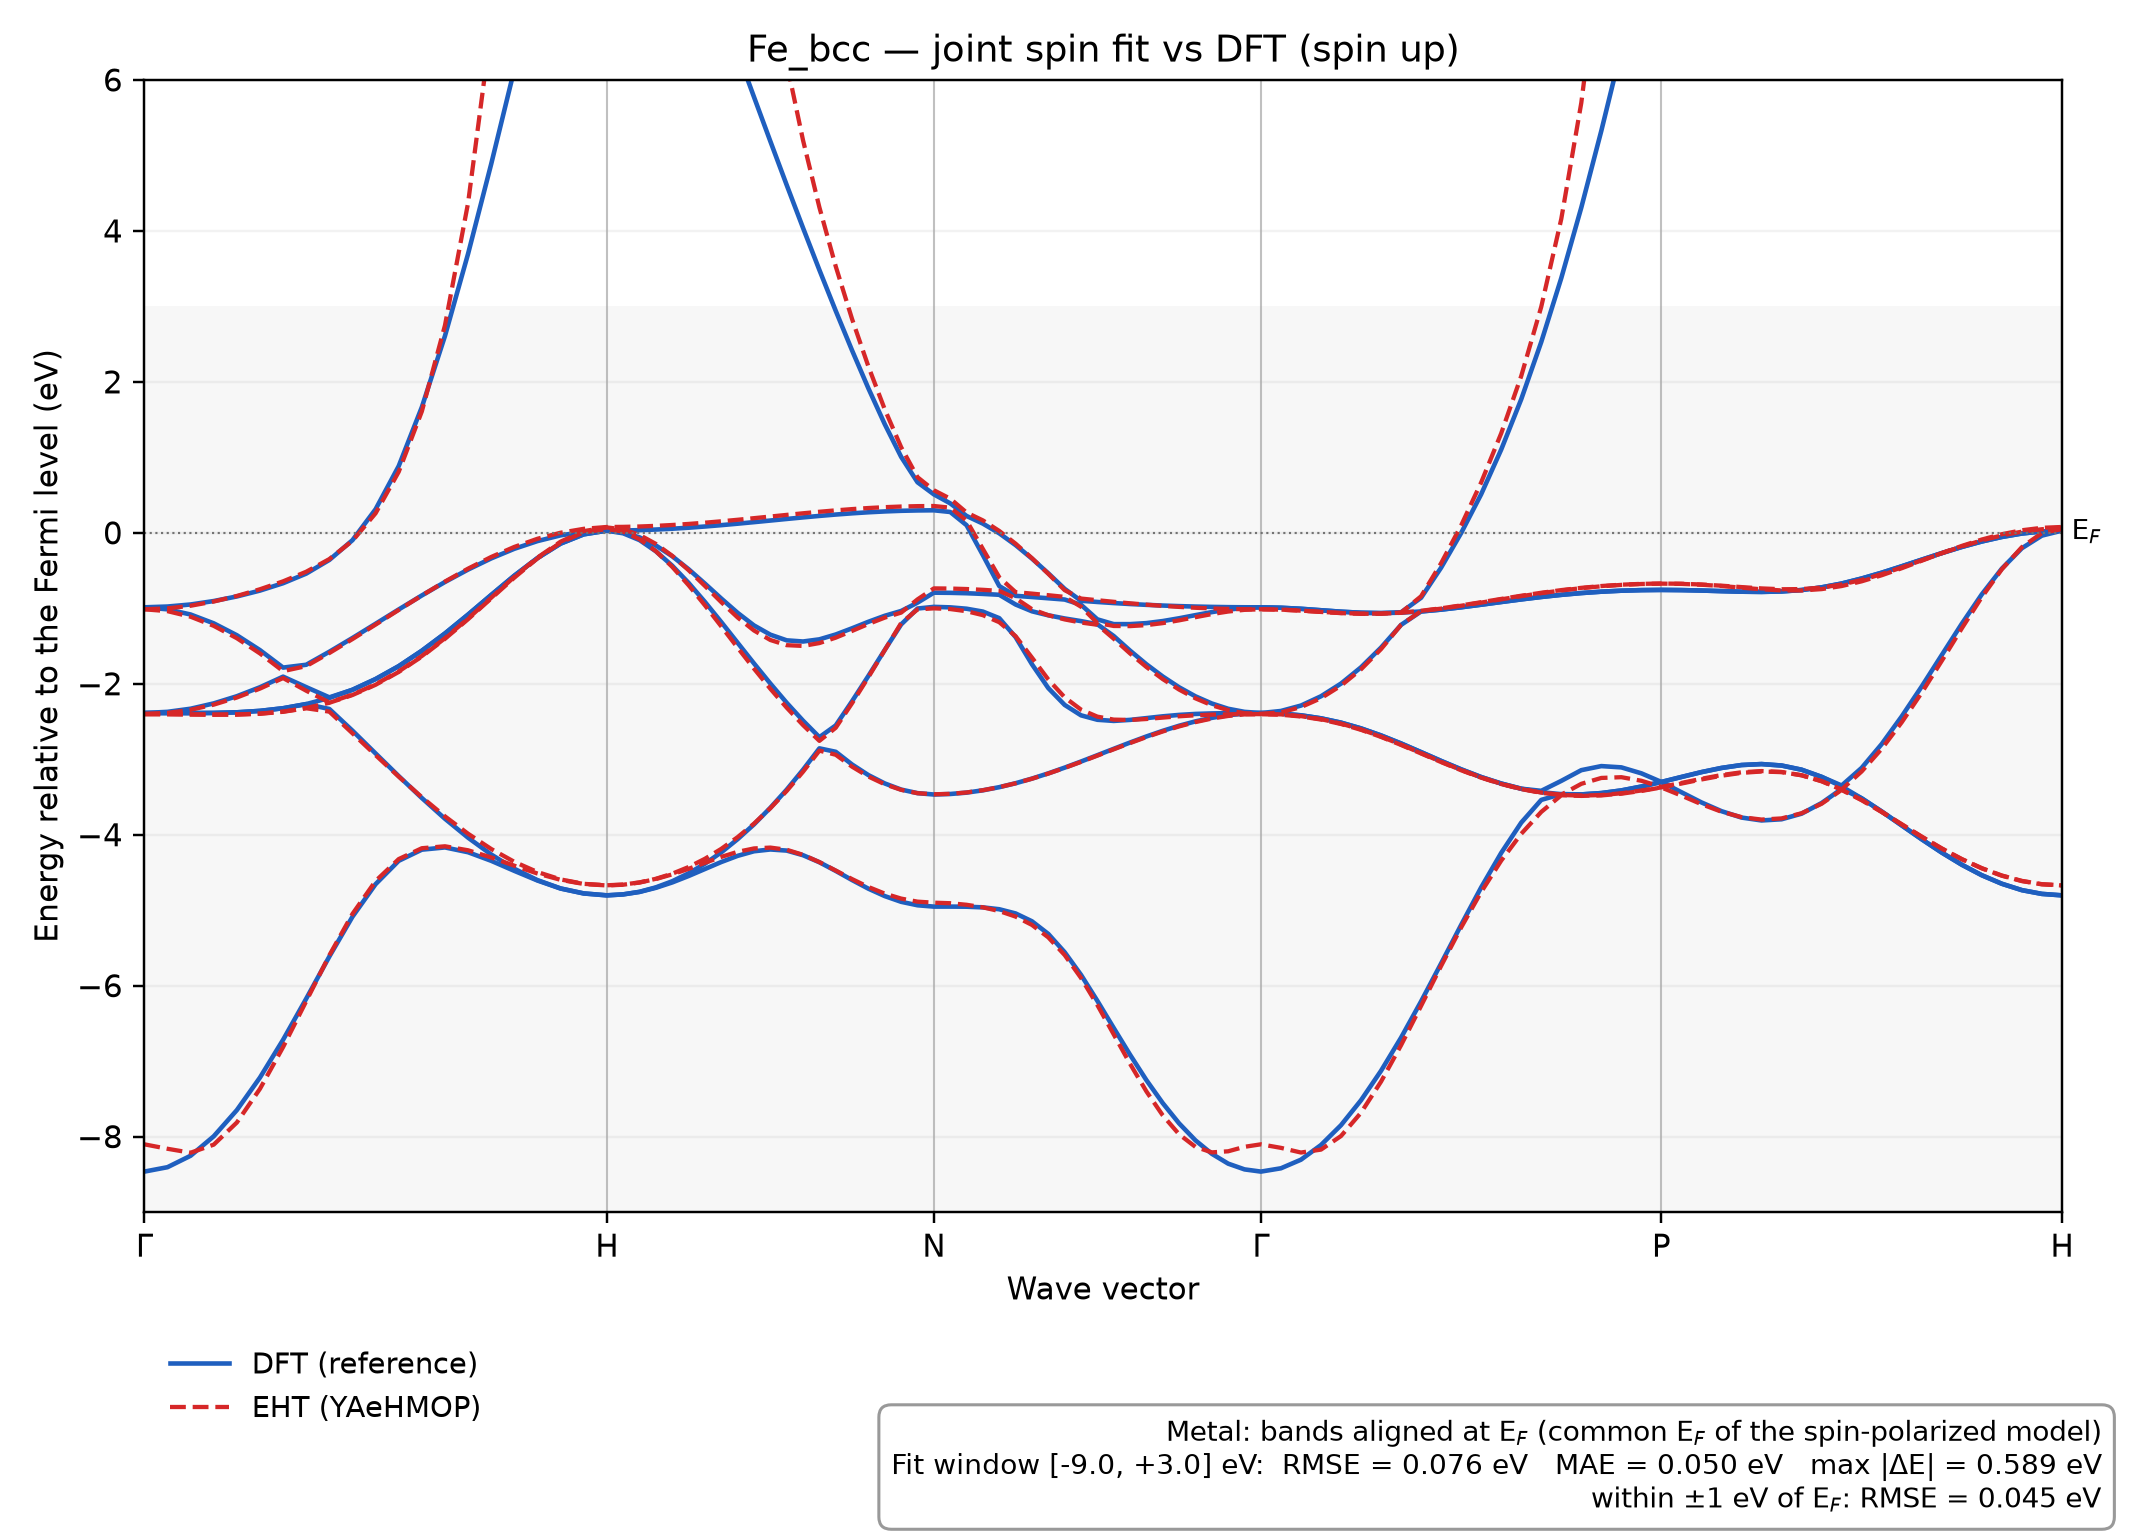 Fe_bcc — joint spin fit vs DFT (spin up)
Energy relative to the Fermi level (eV)
6
4
2
0
−2
−4
−6
−8
E_F
Γ
H
N
Γ
P
H
Wave vector
DFT (reference)
EHT (YAeHMOP)
Metal: bands aligned at E_F (common E_F of the spin-polarized model)
Fit window [-9.0, +3.0] eV:  RMSE = 0.076 eV   MAE = 0.050 eV   max |ΔE| = 0.589 eV
within ±1 eV of E_F: RMSE = 0.045 eV